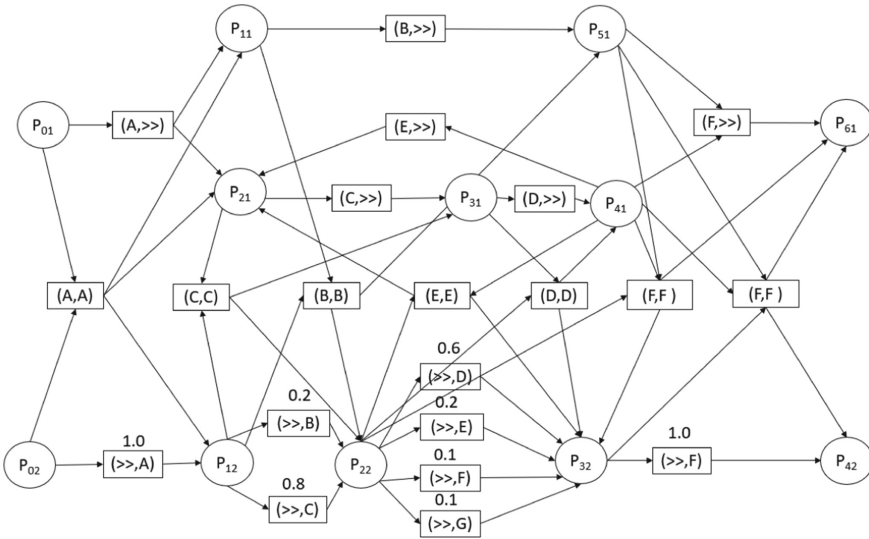 P11
(B,>>)
P51
P01
(A,>>)
(E,>>)
(F,>>)
P61
P21
(C,>>)
P31
(D,>>)
P41
(A,A)
(C,C)
(B,B)
(E,E)
(D,D)
(F,F )
(F,F )
0.6
(>>,D)
0.2
(>>,B)
0.2
(>>,E)
1.0
1.0
P02
(>>,A)
P12
P22
0.1
(>>,F)
P32
(>>,F)
P42
0.8
(>>,C)
0.1
(>>,G)